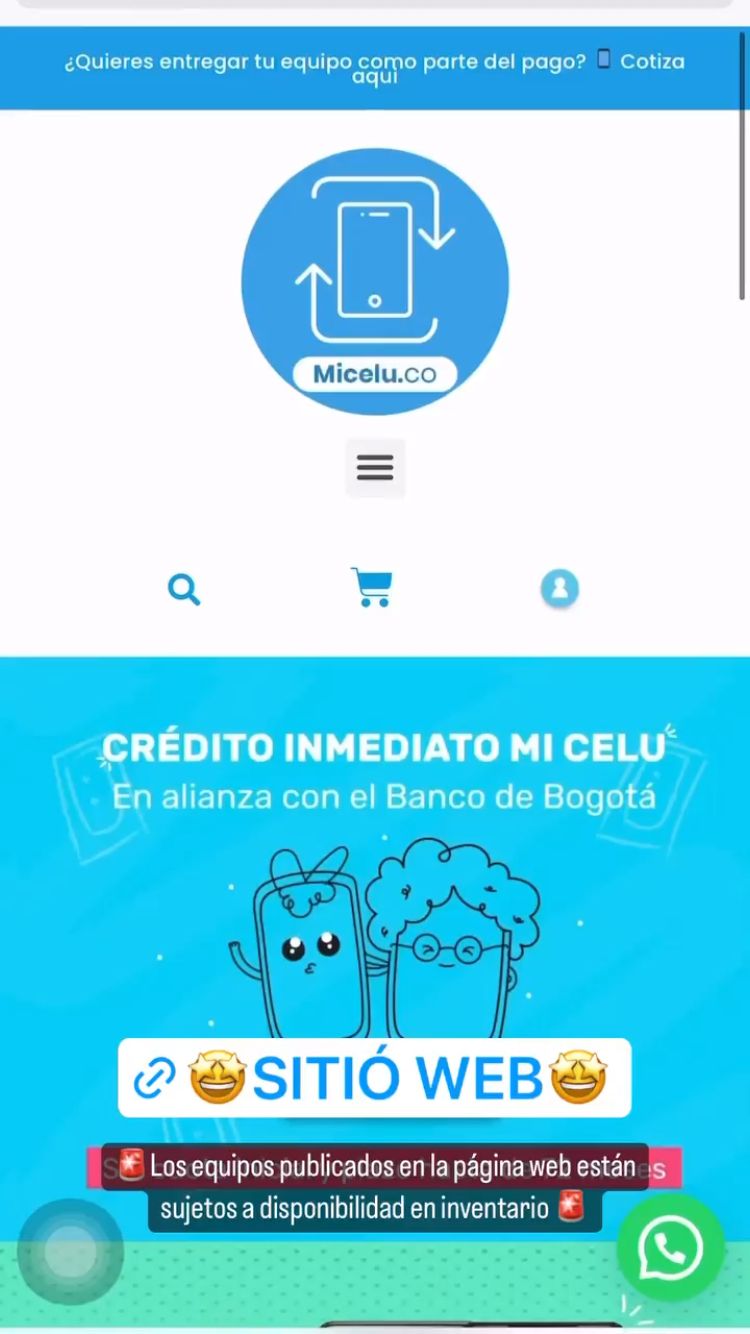 ¿Quieres entregar tu equipo como parte del pago? 📱 Cotiza
aquí
Micelu.co
CRÉDITO INMEDIATO MI CELU
En alianza con el Banco de Bogotá
🤩SITIÓ WEB🤩
🚨 Los equipos publicados en la página web están
sujetos a disponibilidad en inventario 🚨